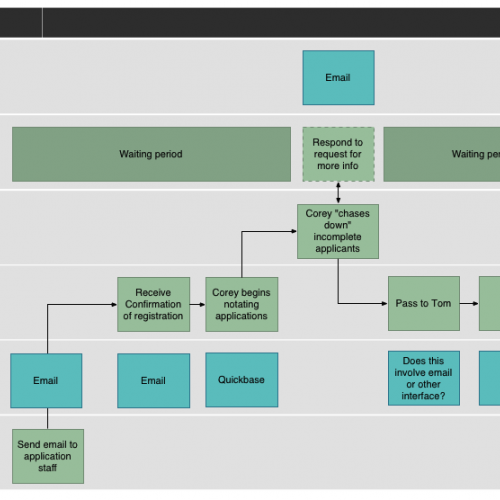 Email
Waiting period
Respond to
request for
more info
Waiting
Corey "chases
down"
incomplete
applicants
Receive
Confirmation
of registration
Corey begins
notating
applications
Pass to Tom
Email
Email
Quickbase
Does this
involve email
or other
interface?
Send email to
application
staff